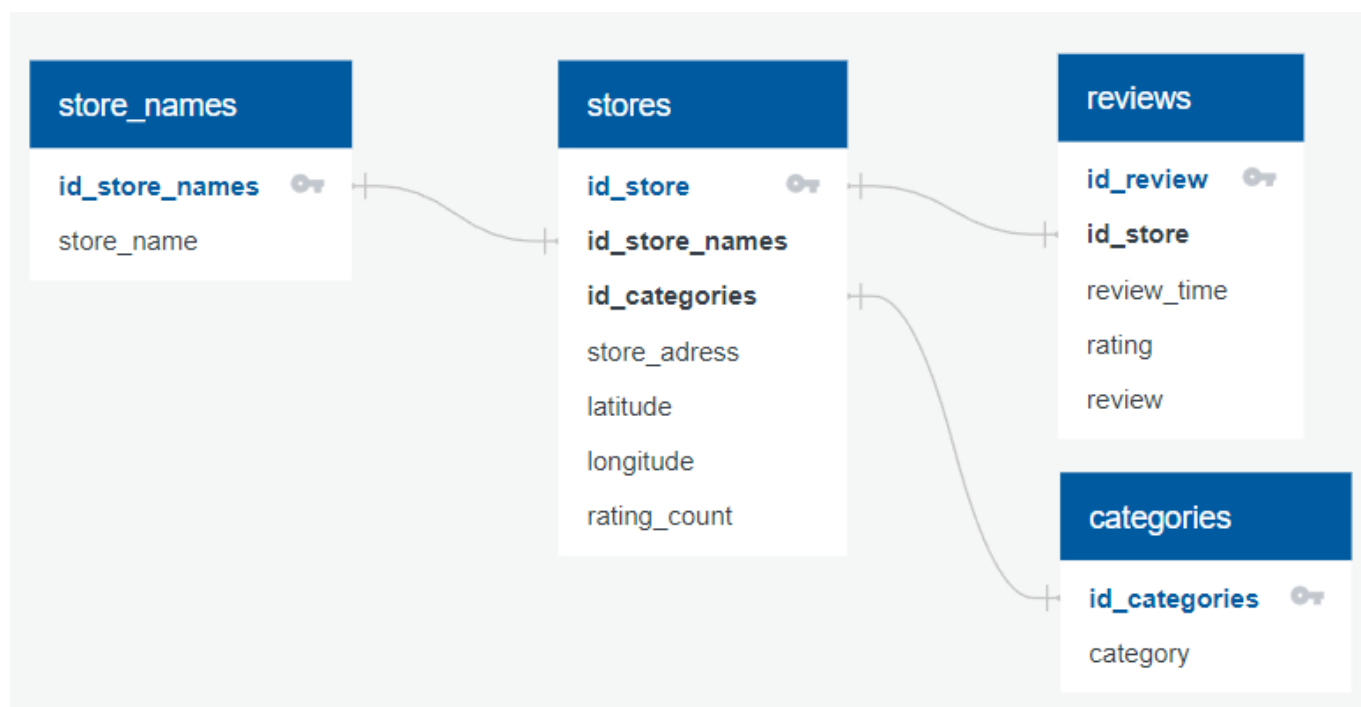 store_names
id_store_names
store_name
stores
id_store
id_store_names
id_categories
store_adress
latitude
longitude
rating_count
reviews
id_review
id_store
review_time
rating
review
categories
id_categories
category